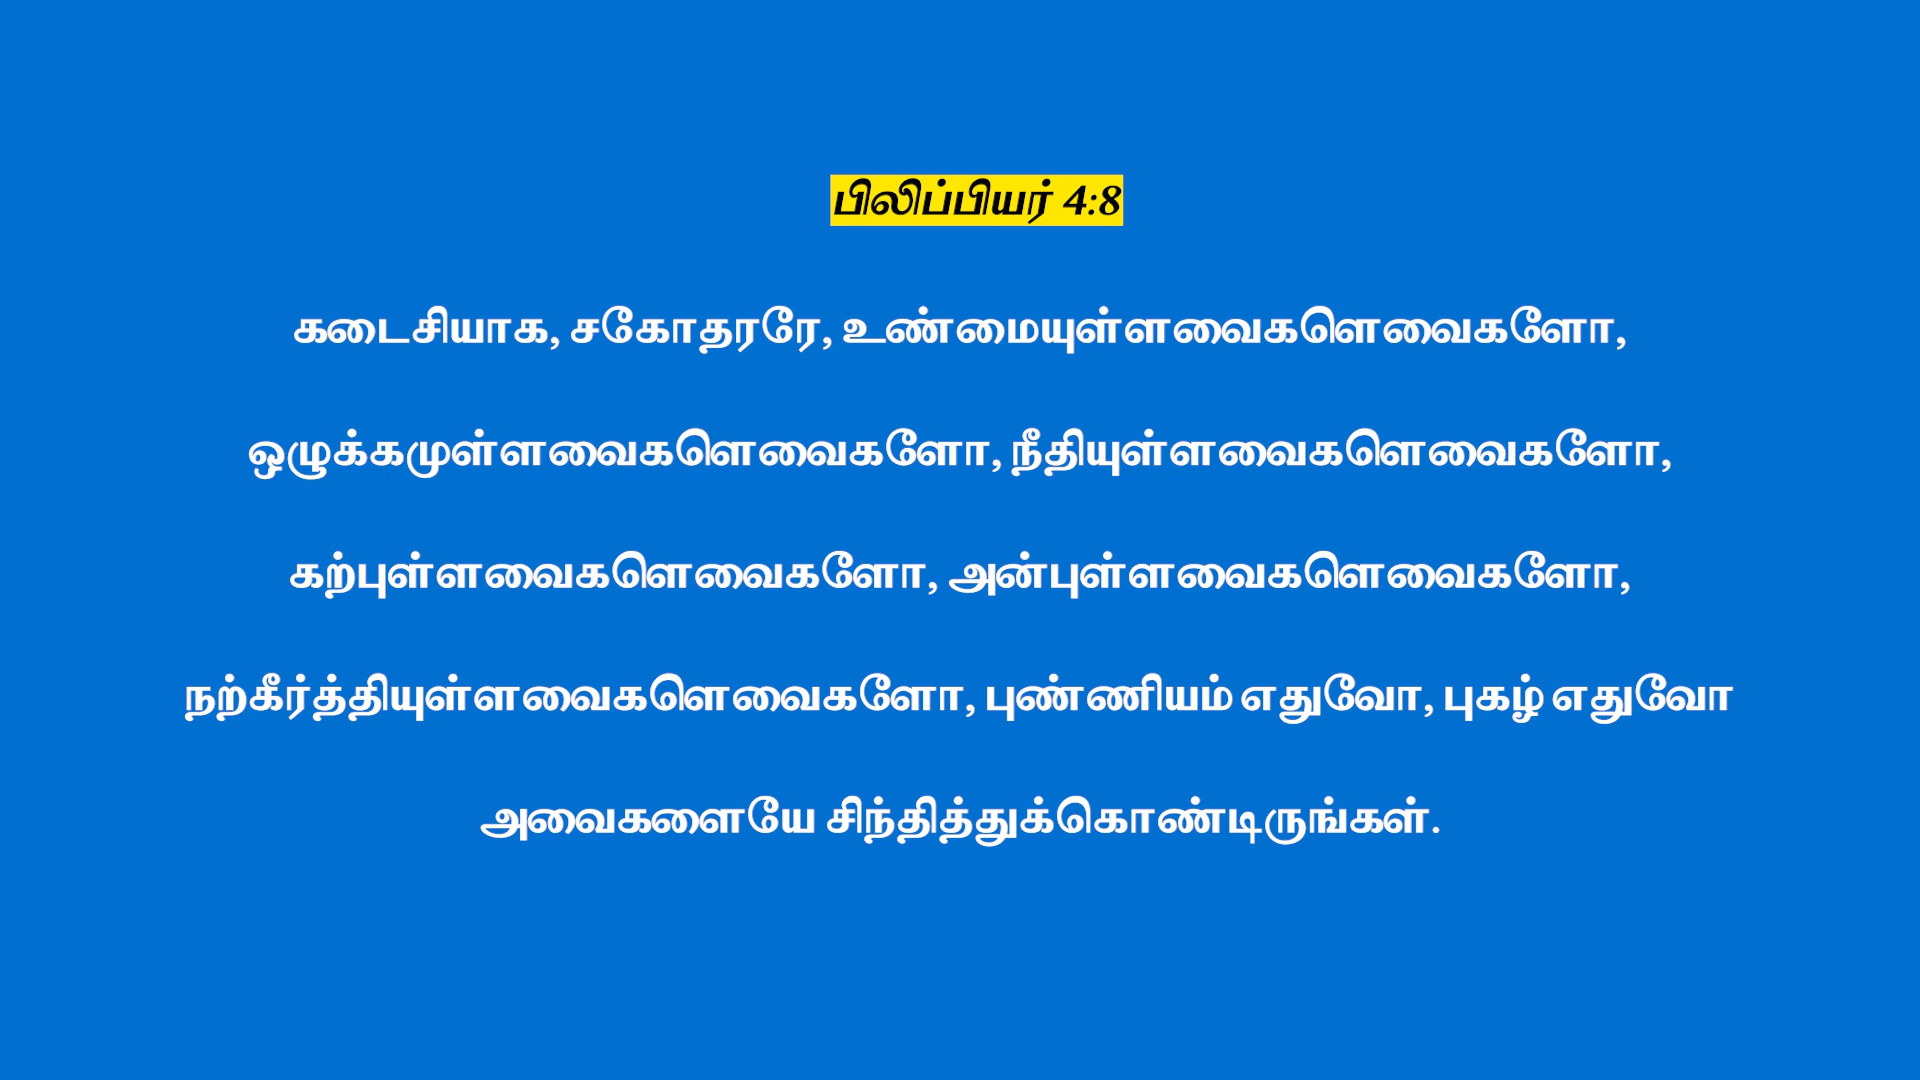 பிலிப்பியர் 4:8
கடைசியாக, சகோதரரே, உண்மையுள்ளவைகளெவைகளோ,
ஒழுக்கமுள்ளவைகளெவைகளோ, நீதியுள்ளவைகளெவைகளோ,
கற்புள்ளவைகளெவைகளோ, அன்புள்ளவைகளெவைகளோ,
நற்கீர்த்தியுள்ளவைகளெவைகளோ, புண்ணியம் எதுவோ, புகழ் எதுவோ
அவைகளையே சிந்தித்துக்கொண்டிருங்கள்.